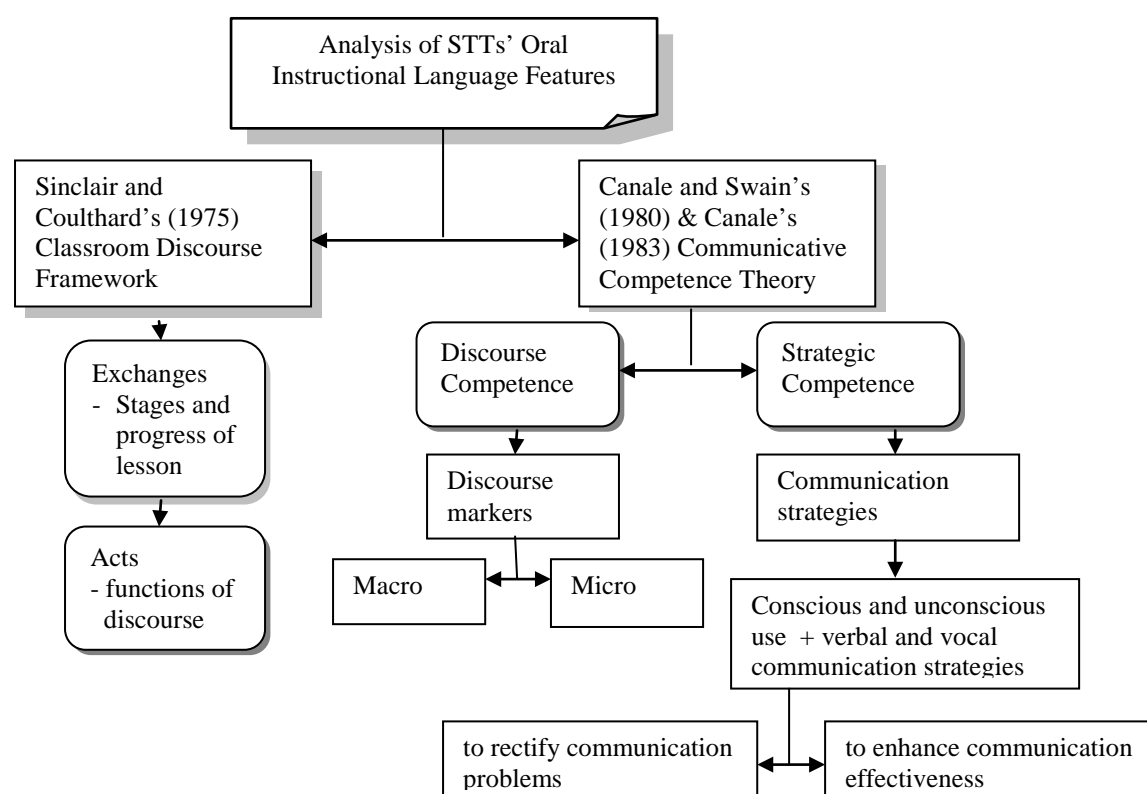 Analysis of STTs’ Oral
Instructional Language Features
Sinclair and
Coulthard’s (1975)
Classroom Discourse
Framework
Canale and Swain’s
(1980) & Canale’s
(1983) Communicative
Competence Theory
Exchanges
- Stages and
progress of
lesson
Discourse
Competence
Strategic
Competence
Discourse
markers
Communication
strategies
Acts
- functions of
discourse
Macro
Micro
Conscious and unconscious
use + verbal and vocal
communication strategies
to rectify communication
problems
to enhance communication
effectiveness